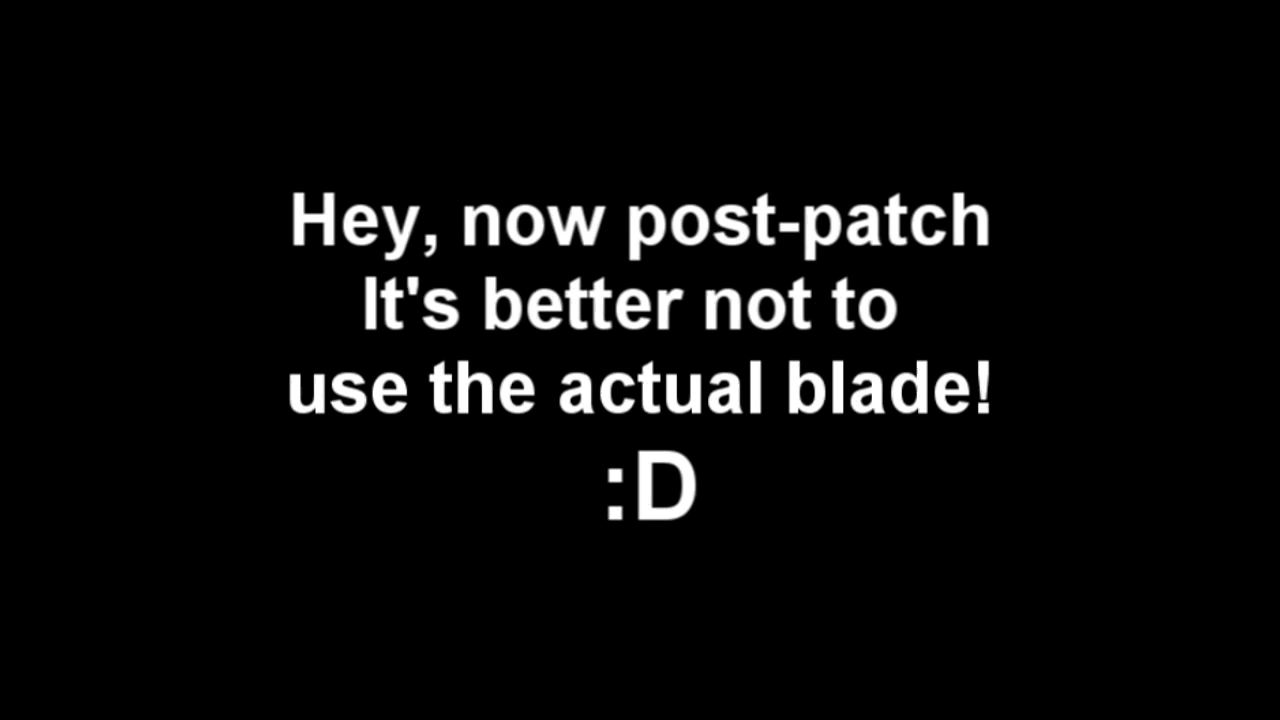 Hey, now post-patch
It's better not to
use the actual blade!
:D